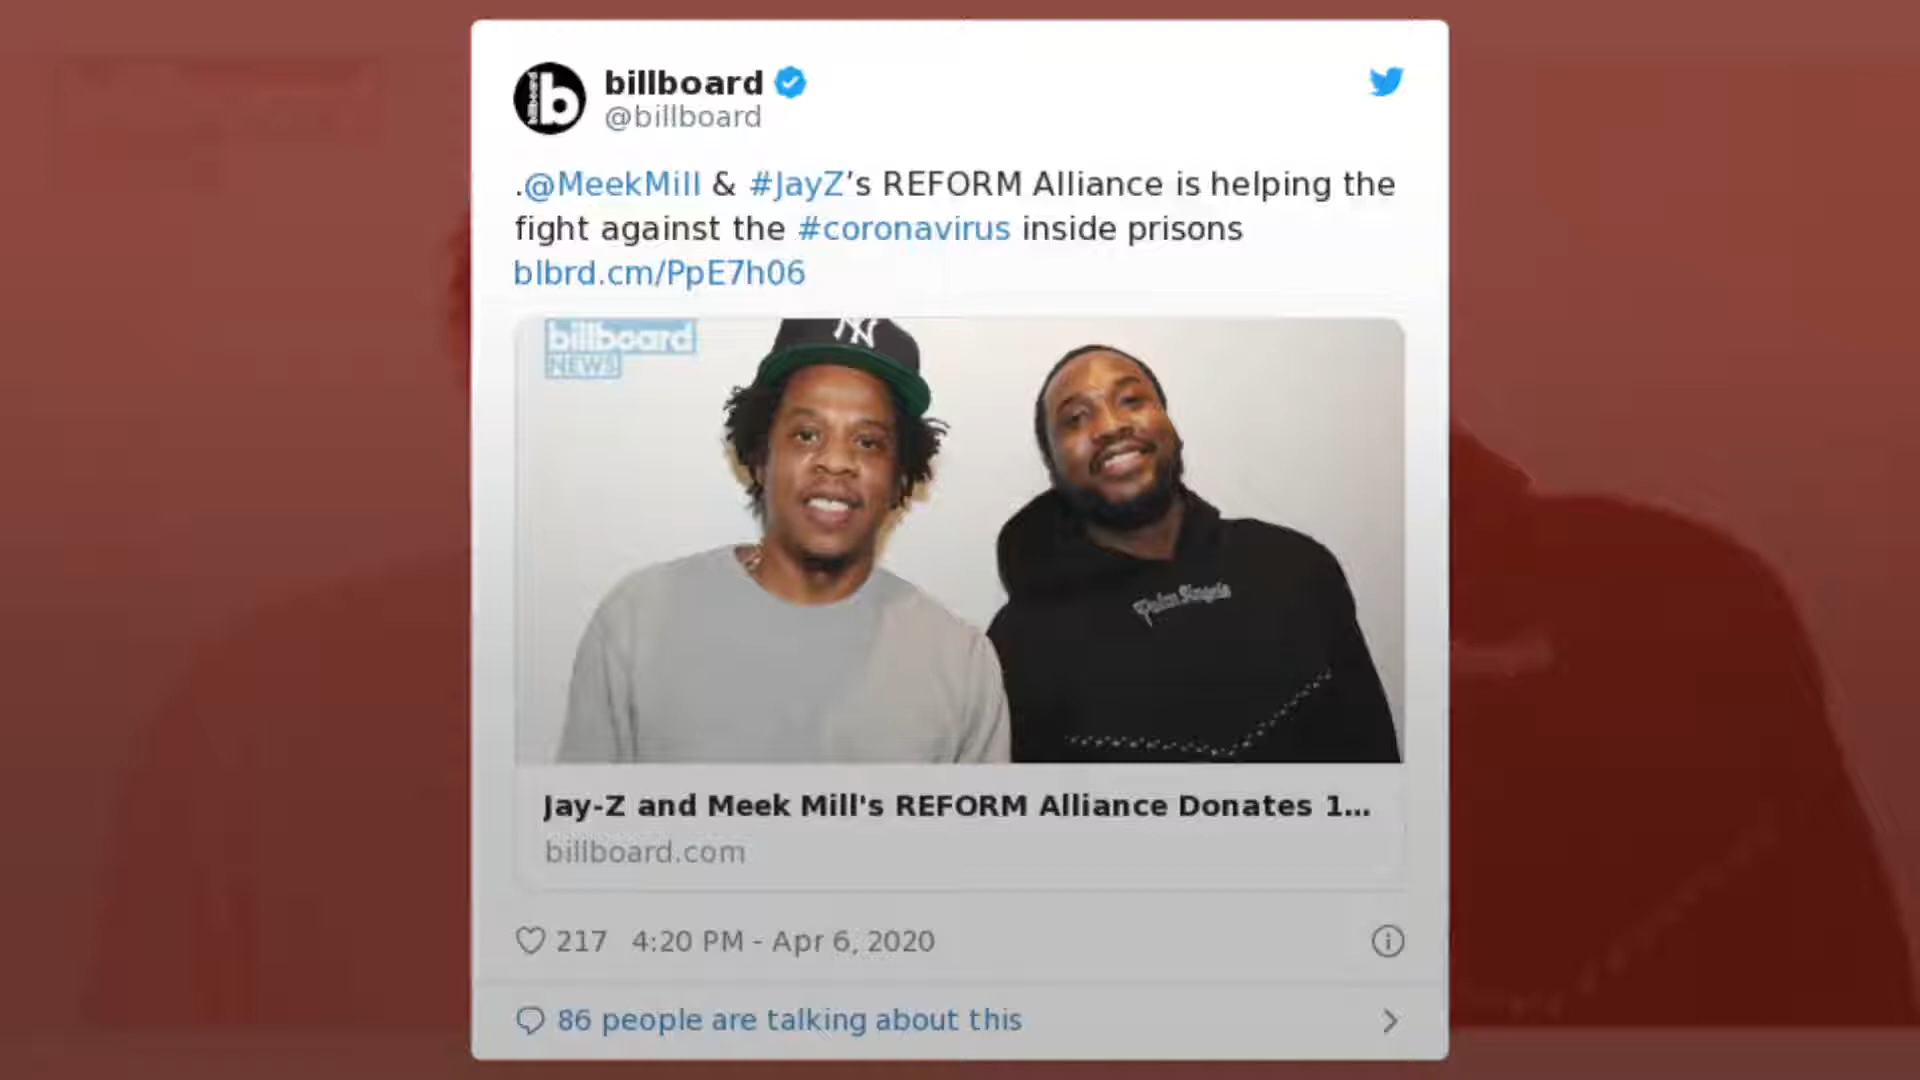 billboard
@billboard
.@MeekMill & #JayZ’s REFORM Alliance is helping the
fight against the #coronavirus inside prisons
blbrd.cm/PpE7h06
billboard
NEWS
NY
Palm Angels
Jay-Z and Meek Mill's REFORM Alliance Donates 1...
billboard.com
217 4:20 PM - Apr 6, 2020
86 people are talking about this